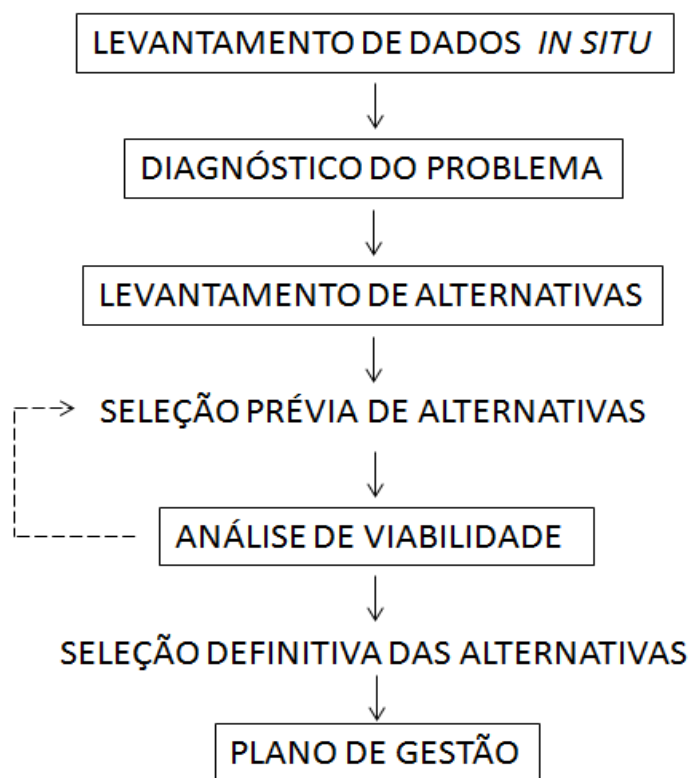 LEVANTAMENTO DE DADOS IN SITU
DIAGNÓSTICO DO PROBLEMA
LEVANTAMENTO DE ALTERNATIVAS
SELEÇÃO PRÉVIA DE ALTERNATIVAS
ANÁLISE DE VIABILIDADE
SELEÇÃO DEFINITIVA DAS ALTERNATIVAS
PLANO DE GESTÃO